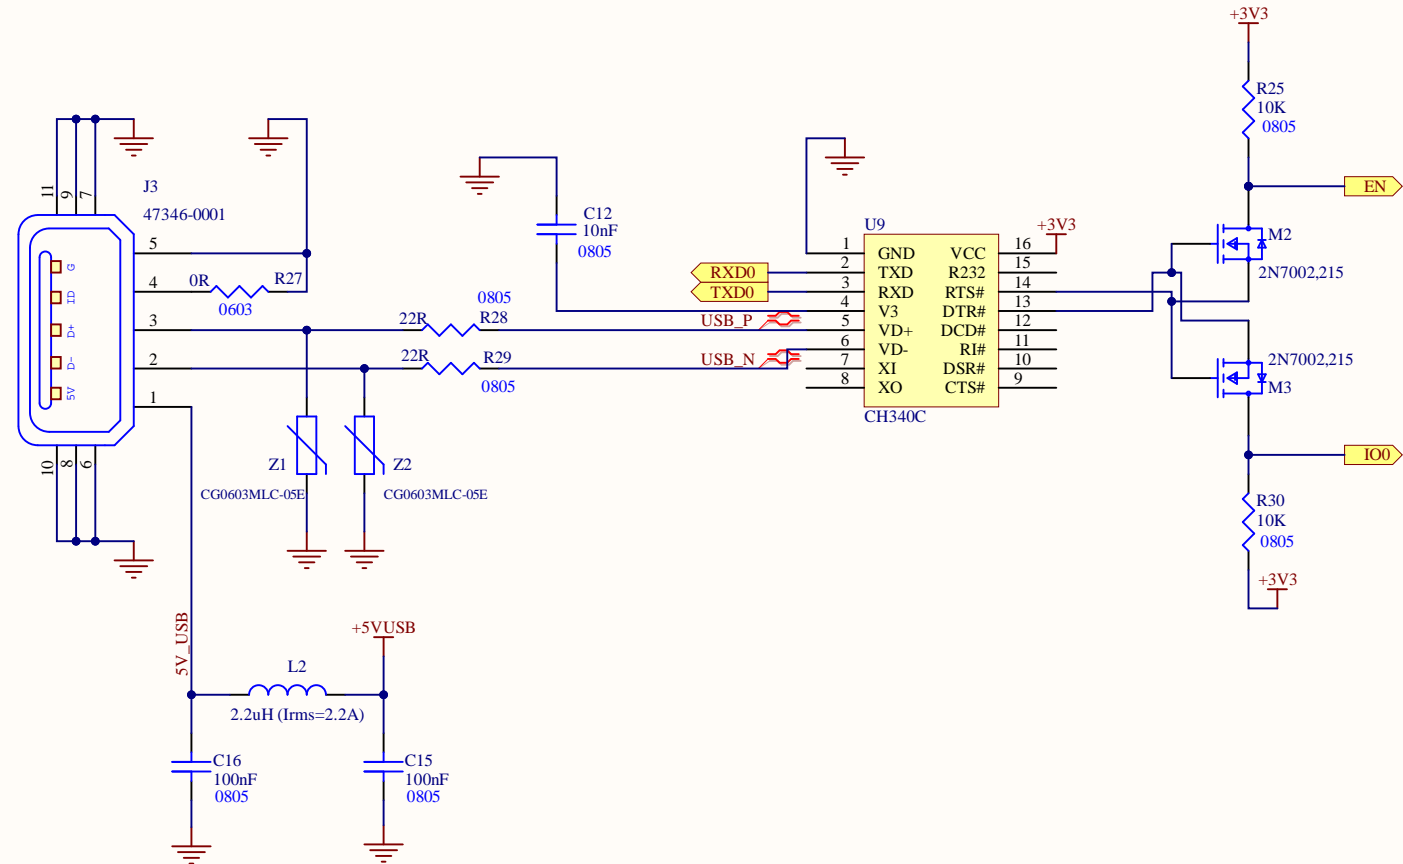 +3V3
R25
10K
0805
EN
J3
47346-0001
11
9
7
5
4
3
2
1
10
8
6
G
ID
D+
D-
5V
0R
R27
0603
C12
10nF
0805
0805
22R
R28
22R
R29
0805
RXD0
TXD0
USB_P
USB_N
U9
+3V3
1
2
3
4
5
6
7
8
GND
TXD
RXD
V3
VD+
VD-
XI
XO
VCC
R232
RTS#
DTR#
DCD#
RI#
DSR#
CTS#
16
15
14
13
12
11
10
9
CH340C
M2
2N7002,215
2N7002,215
M3
IO0
Z1
CG0603MLC-05E
Z2
CG0603MLC-05E
R30
10K
0805
+3V3
5V_USB
+5VUSB
L2
2.2uH (Irms=2.2A)
C16
100nF
0805
C15
100nF
0805